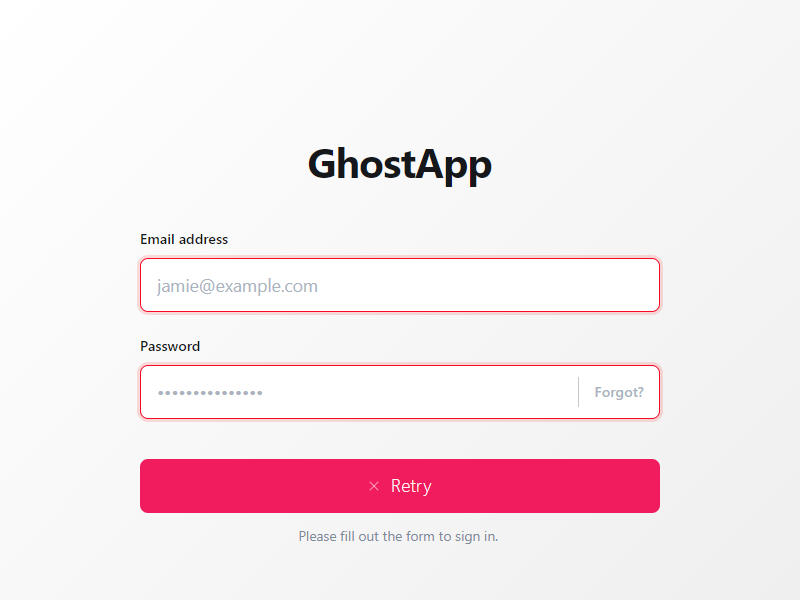 GhostApp
Email address
jamie@example.com
Password
•••••••••••••••
Forgot?
× Retry
Please fill out the form to sign in.